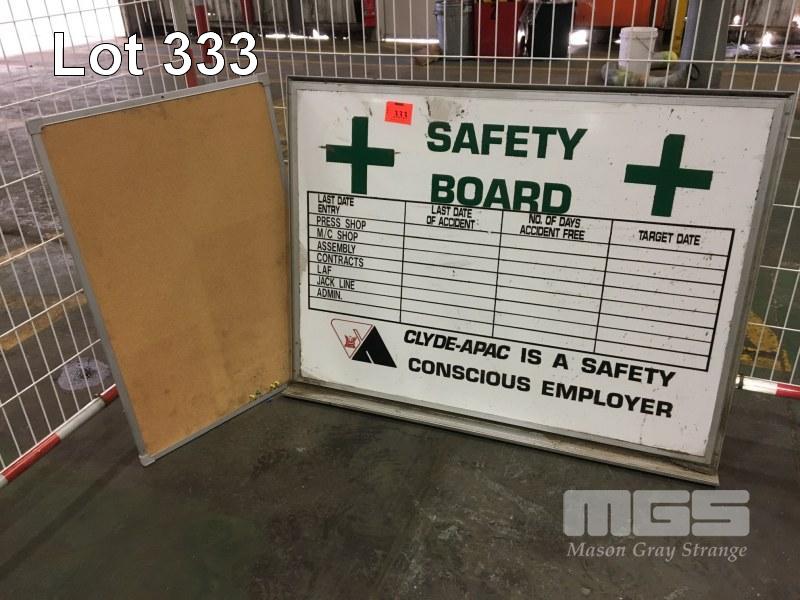 Lot 333
333
SAFETY
BOARD
LAST DATE
ENTRY
LAST DATE
OF ACCIDENT
NO. OF DAYS
ACCIDENT FREE
TARGET DATE
PRESS SHOP
M/C SHOP
ASSEMBLY
CONTRACTS
LAF
JACK LINE
ADMIN.
CLYDE-APAC IS A SAFETY
CONSCIOUS EMPLOYER
MGS
Mason Gray Strange